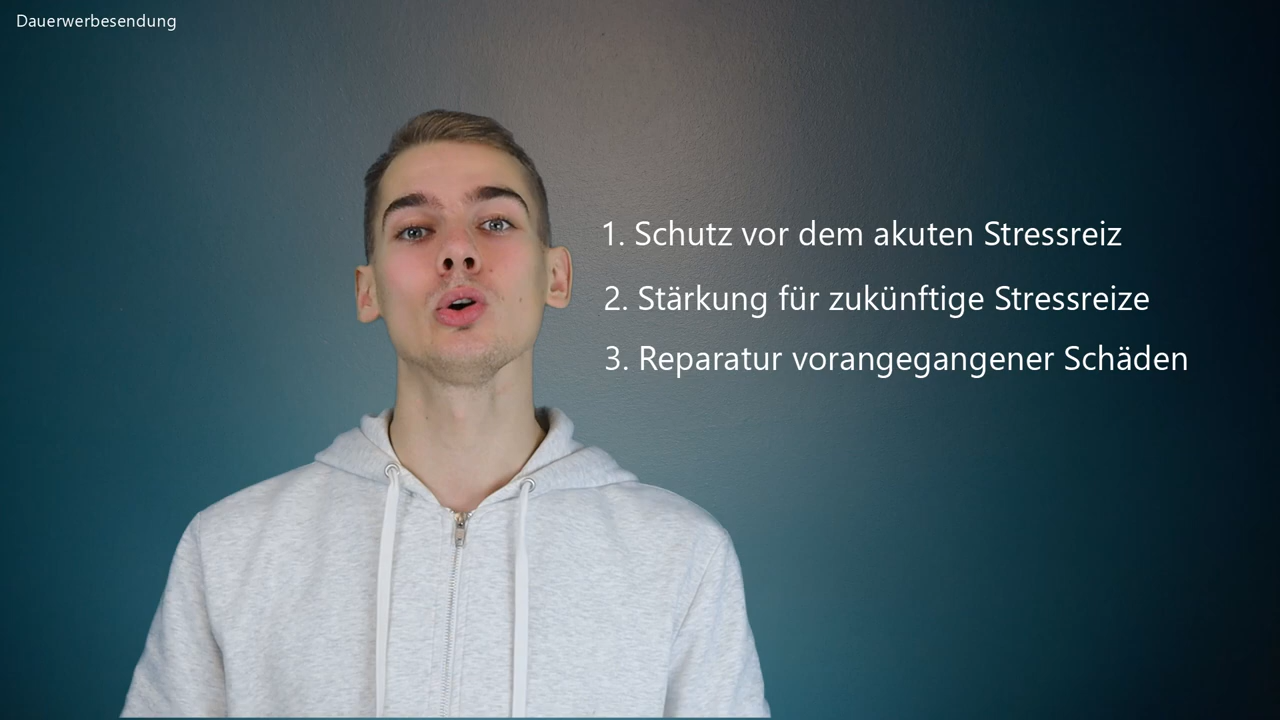 Dauerwerbesendung
1. Schutz vor dem akuten Stressreiz
2. Stärkung für zukünftige Stressreize
3. Reparatur vorangegangener Schäden